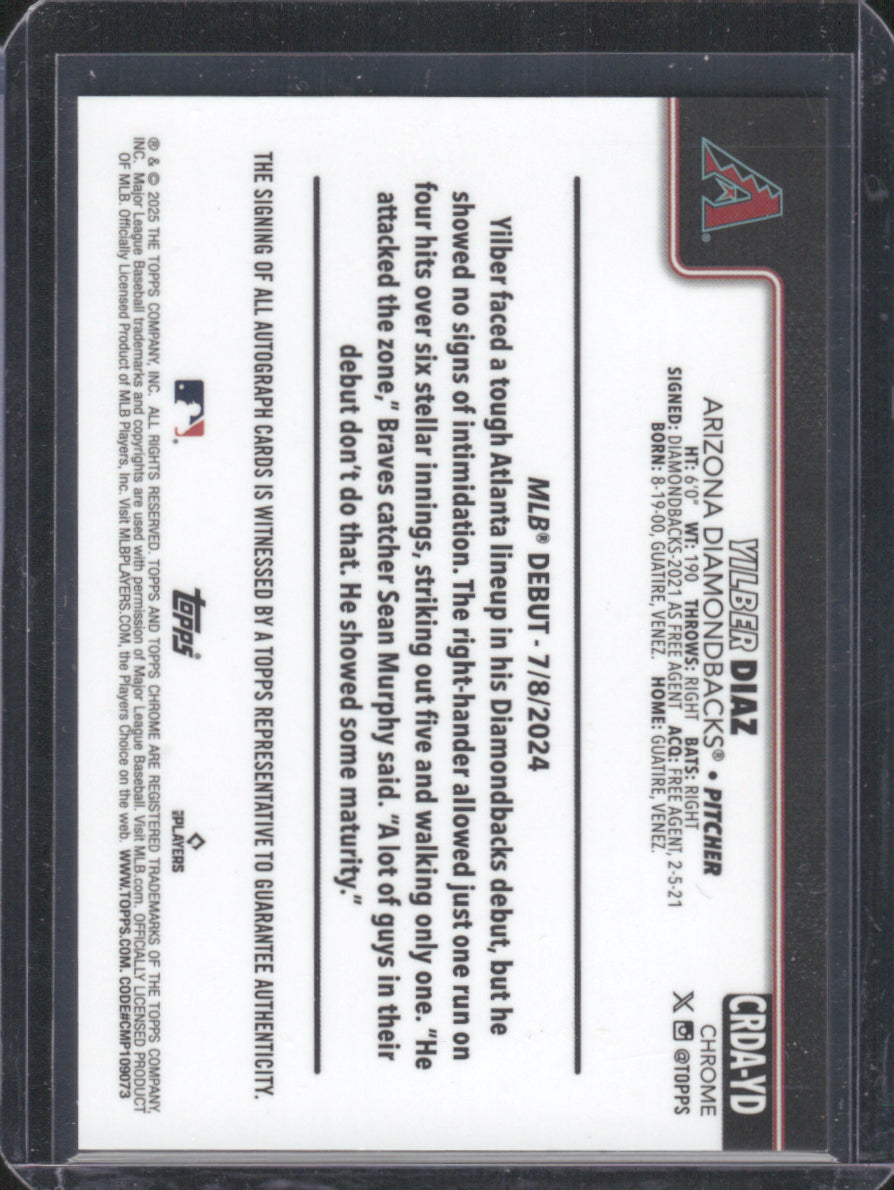 YILBER DIAZ
CRDA-YD
ARIZONA DIAMONDBACKS® • PITCHER
CHROME
HT: 6'0" WT: 190 THROWS: RIGHT BATS: RIGHT
SIGNED: DIAMONDBACKS-2021 AS FREE AGENT ACQ: FREE AGENT, 2-5-21
BORN: 8-19-00, GUATIRE, VENEZ. HOME: GUATIRE, VENEZ.
X @TOPPS
MLB® DEBUT - 7/8/2024
Yilber faced a tough Atlanta lineup in his Diamondbacks debut, but he
showed no signs of intimidation. The right-hander allowed just one run on
four hits over six stellar innings, striking out five and walking only one. "He
attacked the zone," Braves catcher Sean Murphy said. "A lot of guys in their
debut don't do that. He showed some maturity."
THE SIGNING OF ALL AUTOGRAPH CARDS IS WITNESSED BY A TOPPS REPRESENTATIVE TO GUARANTEE AUTHENTICITY.
topps®
MLB PLAYERS
® & © 2025 THE TOPPS COMPANY, INC. ALL RIGHTS RESERVED. TOPPS AND TOPPS CHROME ARE REGISTERED TRADEMARKS OF THE TOPPS COMPANY,
INC. Major League Baseball trademarks and copyrights are used with permission of Major League Baseball. Visit MLB.com. OFFICIALLY LICENSED PRODUCT
OF MLB. Officially Licensed Product of MLB Players, Inc. Visit MLBPLAYERS.COM, the Players Choice on the web. WWW.TOPPS.COM. CODE#CMP109073